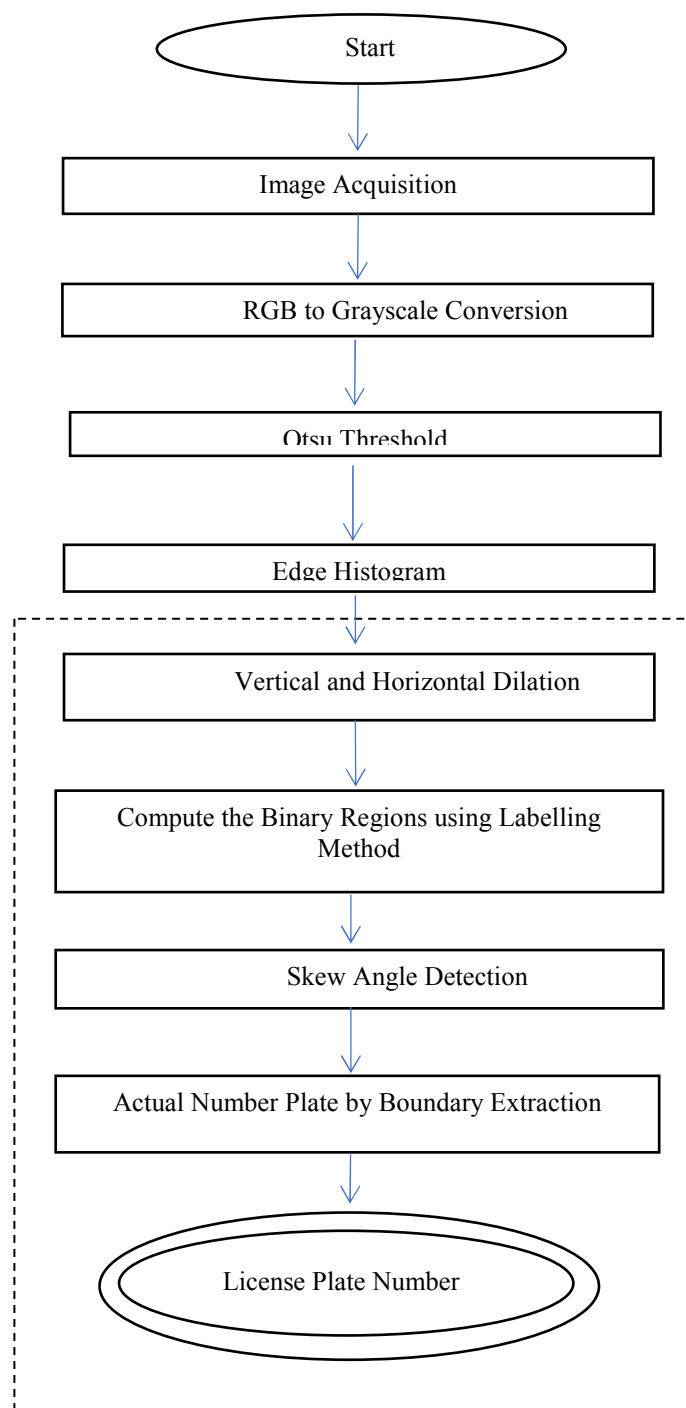 Start
Image Acquisition
RGB to Grayscale Conversion
Otsu Threshold
Edge Histogram
Vertical and Horizontal Dilation
Compute the Binary Regions using Labelling
Method
Skew Angle Detection
Actual Number Plate by Boundary Extraction
License Plate Number